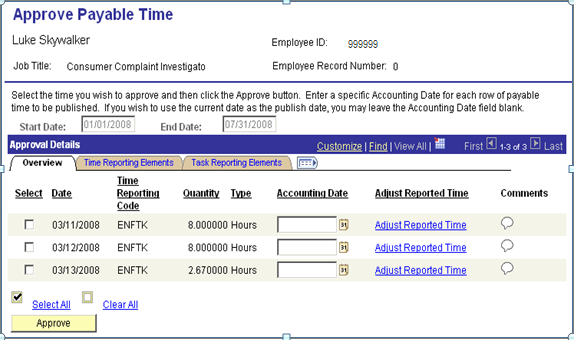 Approve Payable Time
Luke Skywalker Employee ID: 999999
Job Title: Consumer Complaint Investigato Employee Record Number: 0
Select the time you wish to approve and then click the Approve button. Enter a specific Accounting Date for each row of payable
time to be published. If you wish to use the current date as the publish date, you may leave the Accounting Date field blank.
Start Date: 01/01/2008 End Date: 07/31/2008
Approval Details Customize | Find | View All | First 1-3 of 3 Last
Overview Time Reporting Elements Task Reporting Elements
Select Date Time Reporting Code Quantity Type Accounting Date Adjust Reported Time Comments
03/11/2008 ENFTK 8.000000 Hours 31 Adjust Reported Time
03/12/2008 ENFTK 8.000000 Hours 31 Adjust Reported Time
03/13/2008 ENFTK 2.670000 Hours 31 Adjust Reported Time
Select All Clear All
Approve